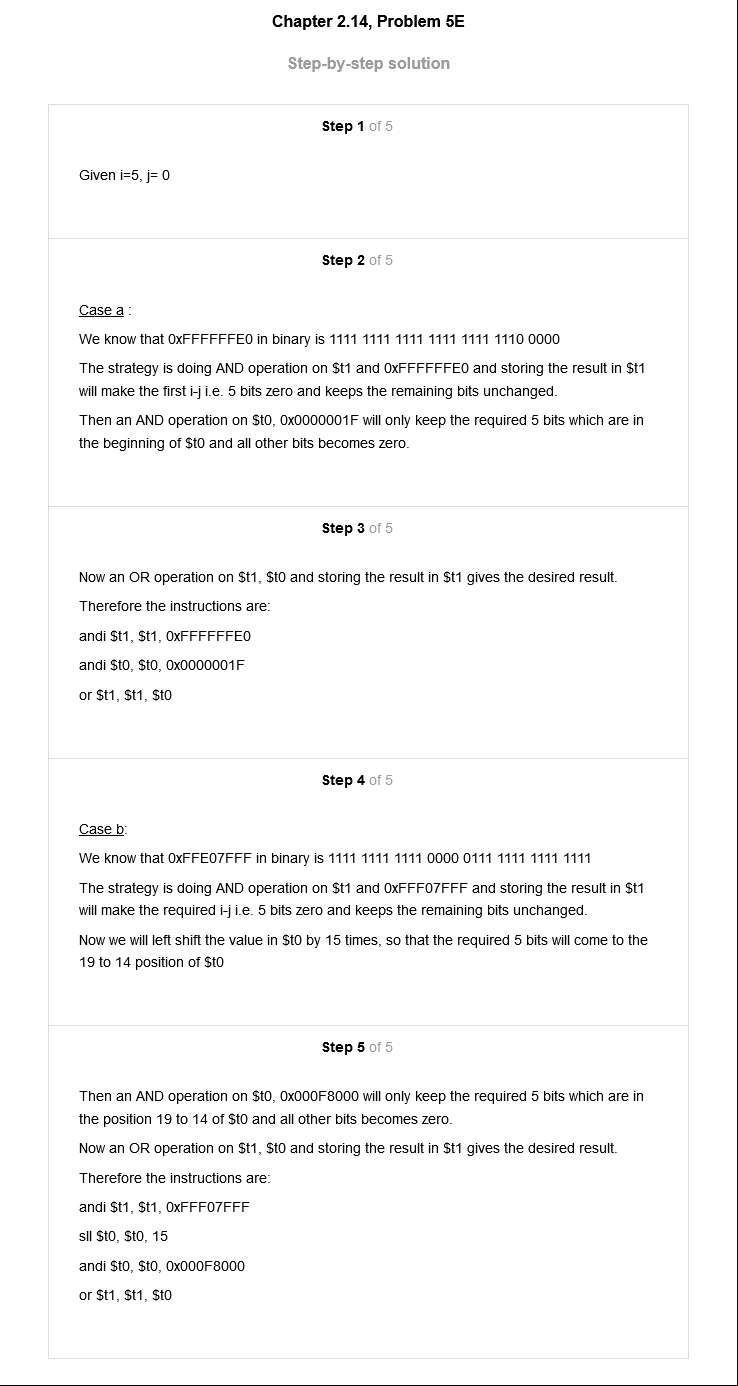 Chapter 2.14, Problem 5E
Step-by-step solution
Step 1 of 5
Given i=5, j= 0
Step 2 of 5
Case a :
We know that 0xFFFFFFE0 in binary is 1111 1111 1111 1111 1111 1110 0000
The strategy is doing AND operation on $t1 and 0xFFFFFFE0 and storing the result in $t1
will make the first i-j i.e. 5 bits zero and keeps the remaining bits unchanged.
Then an AND operation on $t0, 0x0000001F will only keep the required 5 bits which are in
the beginning of $t0 and all other bits becomes zero.
Step 3 of 5
Now an OR operation on $t1, $t0 and storing the result in $t1 gives the desired result.
Therefore the instructions are:
andi $t1, $t1, 0xFFFFFFE0
andi $t0, $t0, 0x0000001F
or $t1, $t1, $t0
Step 4 of 5
Case b:
We know that 0xFFE07FFF in binary is 1111 1111 1111 0000 0111 1111 1111 1111
The strategy is doing AND operation on $t1 and 0xFFF07FFF and storing the result in $t1
will make the required i-j i.e. 5 bits zero and keeps the remaining bits unchanged.
Now we will left shift the value in $t0 by 15 times, so that the required 5 bits will come to the
19 to 14 position of $t0
Step 5 of 5
Then an AND operation on $t0, 0x000F8000 will only keep the required 5 bits which are in
the position 19 to 14 of $t0 and all other bits becomes zero.
Now an OR operation on $t1, $t0 and storing the result in $t1 gives the desired result.
Therefore the instructions are:
andi $t1, $t1, 0xFFF07FFF
sll $t0, $t0, 15
andi $t0, $t0, 0x000F8000
or $t1, $t1, $t0